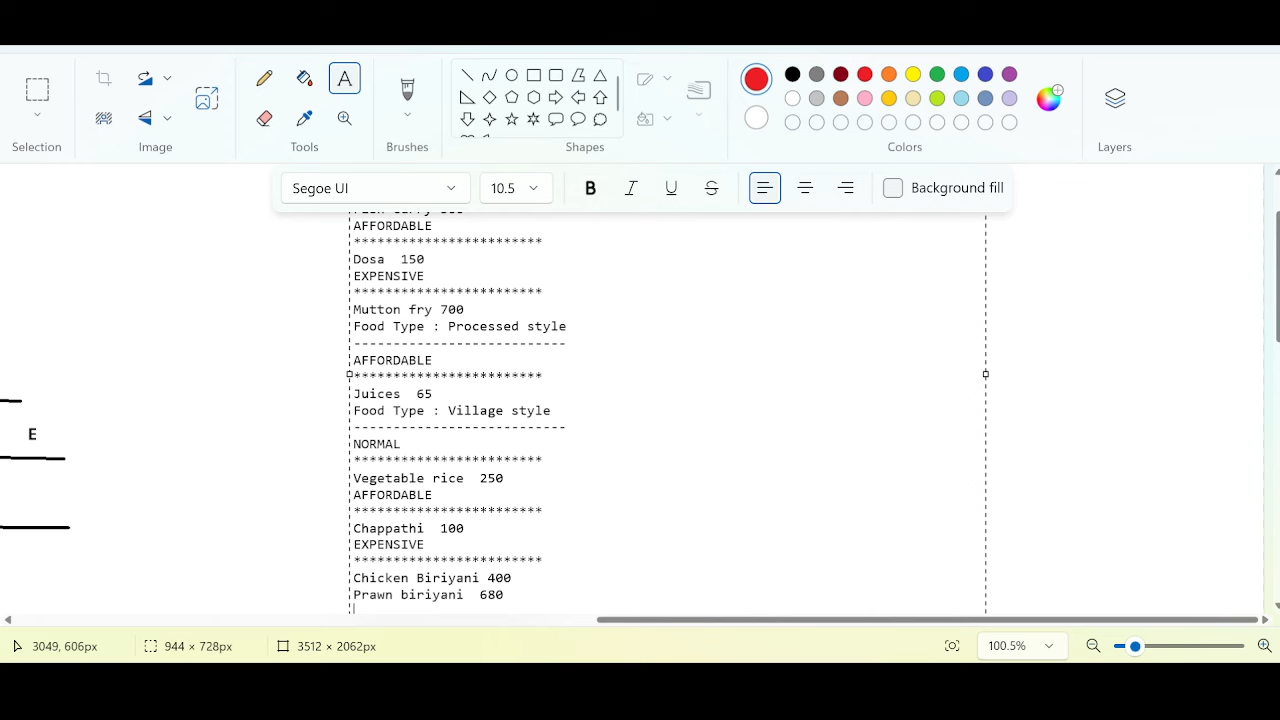 Selection
Image
Tools
Brushes
Shapes
Colors
Layers
Segoe UI
10.5
B
I
U
Background fill
AFFORDABLE
************************
Dosa  150
EXPENSIVE
************************
Mutton fry 700
Food Type : Processed style
---------------------------
AFFORDABLE
************************
Juices  65
Food Type : Village style
---------------------------
NORMAL
************************
Vegetable rice  250
AFFORDABLE
************************
Chappathi  100
EXPENSIVE
************************
Chicken Biriyani 400
Prawn biriyani  680
E
3049, 606px
944 × 728px
3512 × 2062px
100.5%